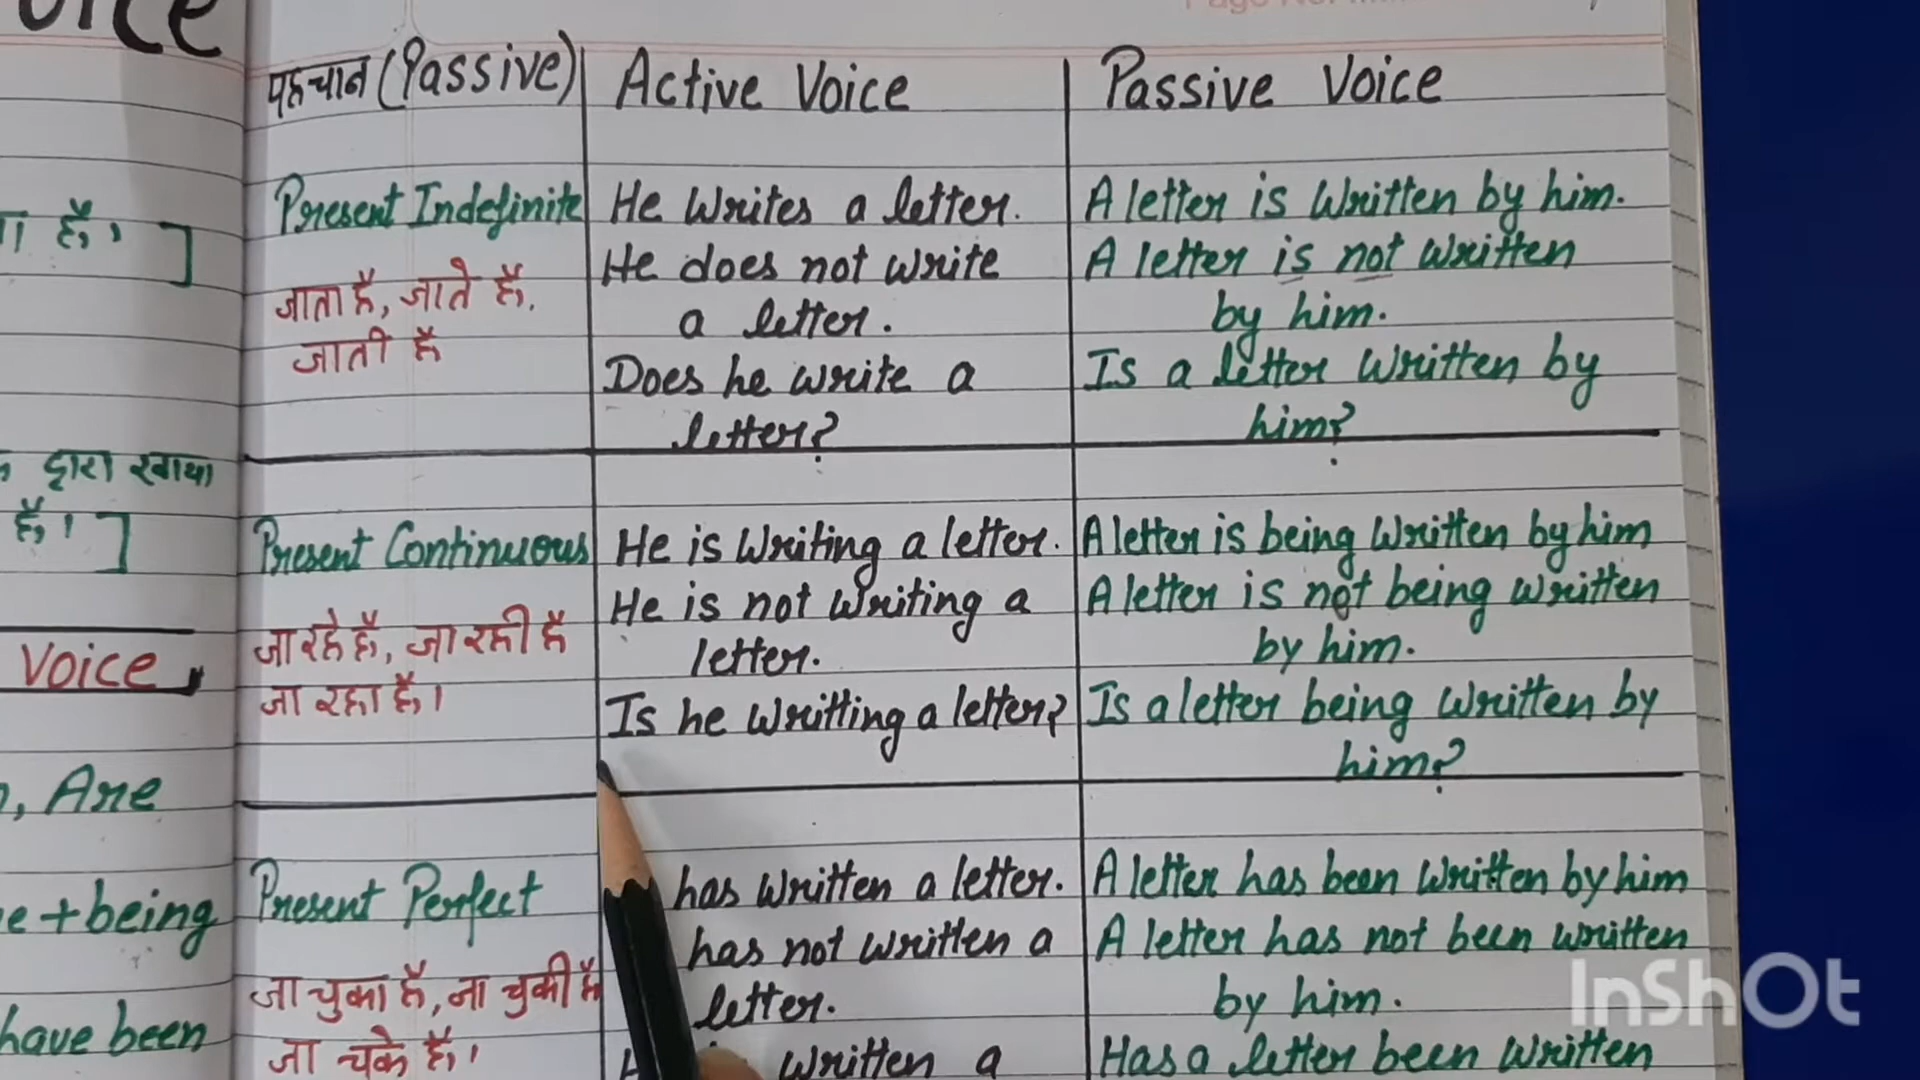 oice
पहचान (Passive) Active Voice Passive Voice
Present Indefinite He writes a letter. A letter is written by him.
ा है, ] जाता है, जाते हैं, He does not write A letter is not written
जाती है a letter. by him.
Does he write a Is a letter written by
letter? him?
द्वारा खाया
है। ] Present Continuous He is writing a letter. A letter is being written by him
जा रहे हैं, जा रही है He is not writing a A letter is not being written
Voice letter. by him.
जा रहा है। Is he writting a letter? Is a letter being written by
him?
, Are
e + being Present Perfect has written a letter. A letter has been written by him
has not written a A letter has not been written
जा चुका है, जा चुकी है letter. by him.
have been जा चुके है। written a Has a letter been written
InShOt